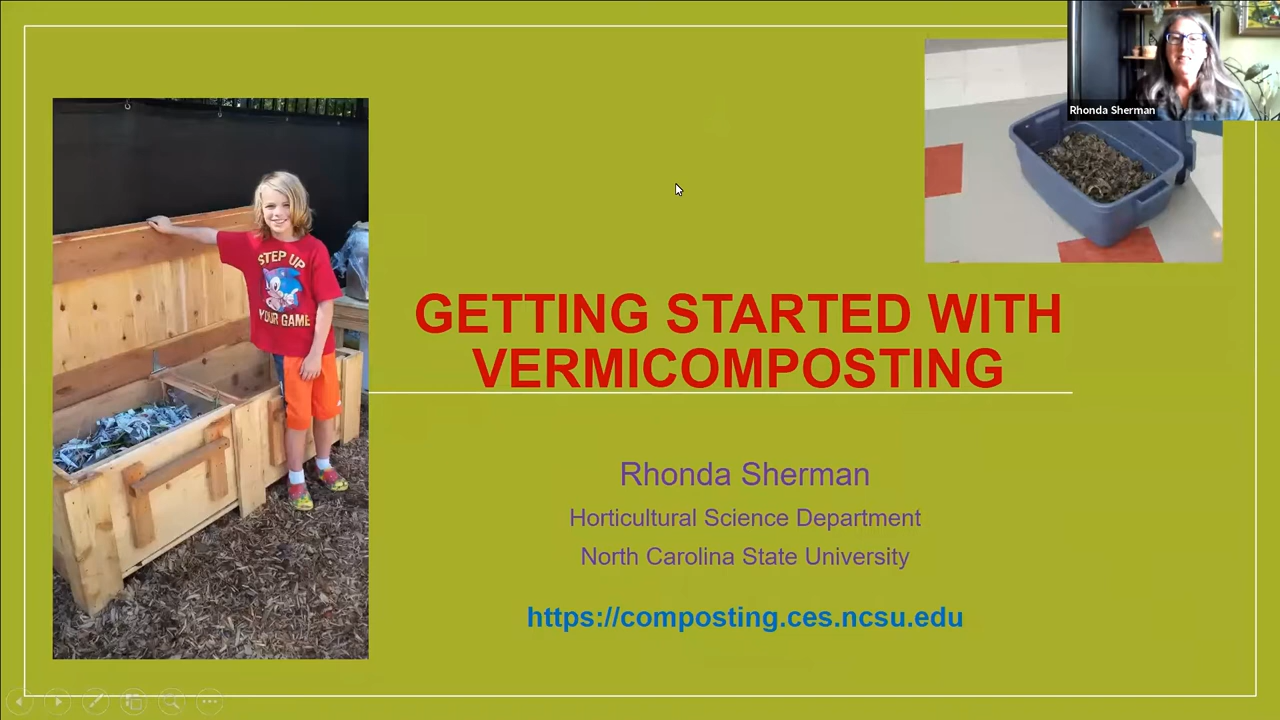 Rhonda Sherman
STEP UP
YOUR GAME
GETTING STARTED WITH
VERMICOMPOSTING
Rhonda Sherman
Horticultural Science Department
North Carolina State University
https://composting.ces.ncsu.edu